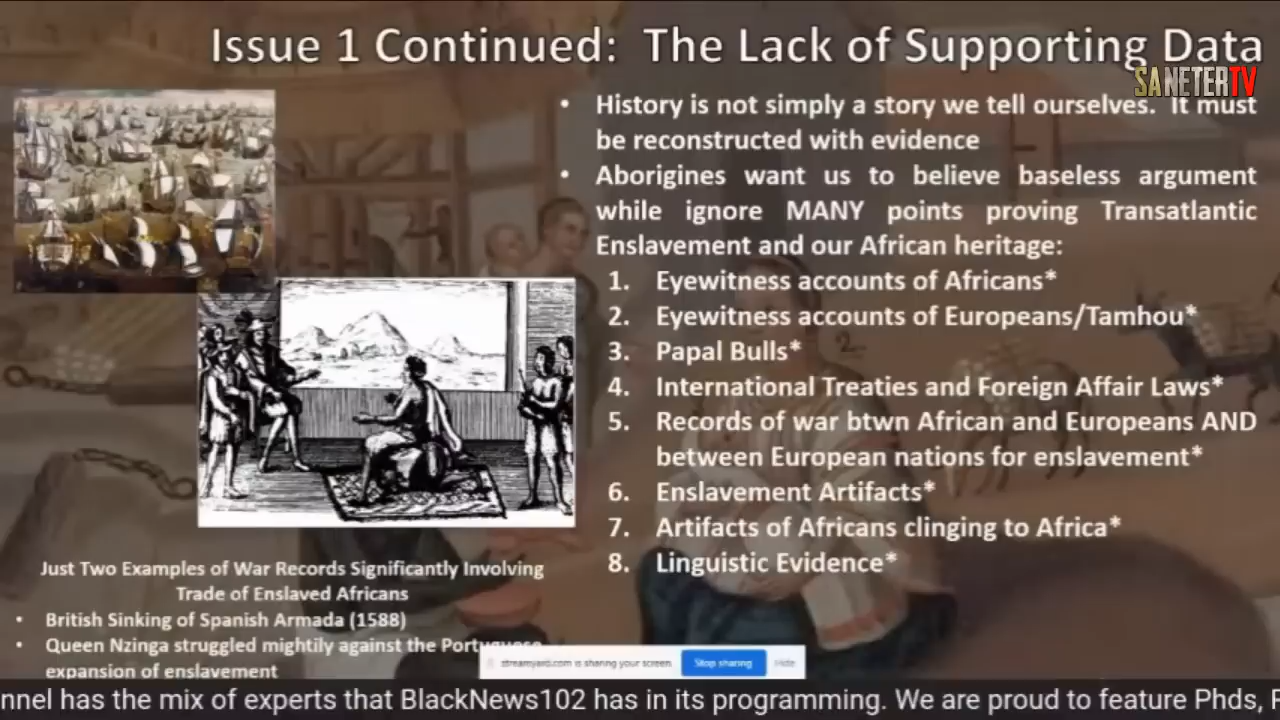 Issue 1 Continued: The Lack of Supporting Data
SANETERTV
• History is not simply a story we tell ourselves. It must
be reconstructed with evidence
• Aborigines want us to believe baseless argument
while ignore MANY points proving Transatlantic
Enslavement and our African heritage:
1. Eyewitness accounts of Africans*
2. Eyewitness accounts of Europeans/Tamhou*
3. Papal Bulls*
4. International Treaties and Foreign Affair Laws*
5. Records of war btwn African and Europeans AND
between European nations for enslavement*
6. Enslavement Artifacts*
7. Artifacts of Africans clinging to Africa*
8. Linguistic Evidence*
Just Two Examples of War Records Significantly Involving
Trade of Enslaved Africans
• British Sinking of Spanish Armada (1588)
• Queen Nzinga struggled mightily against the Portuguese
expansion of enslavement
streamyard.com is sharing your screen. Stop sharing Hide
nnel has the mix of experts that BlackNews102 has in its programming. We are proud to feature Phds,